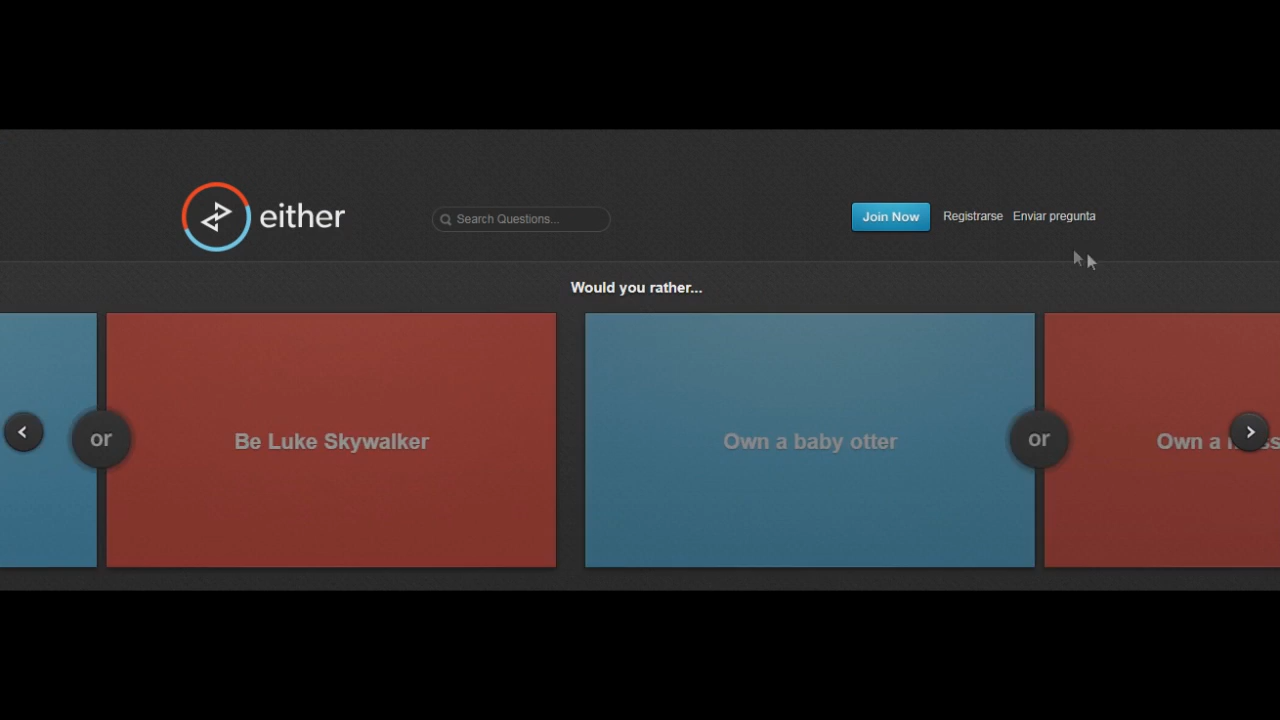 either
Search Questions...
Join Now
Registrarse
Enviar pregunta
Would you rather...
or
Be Luke Skywalker
Own a baby otter
or
Own a